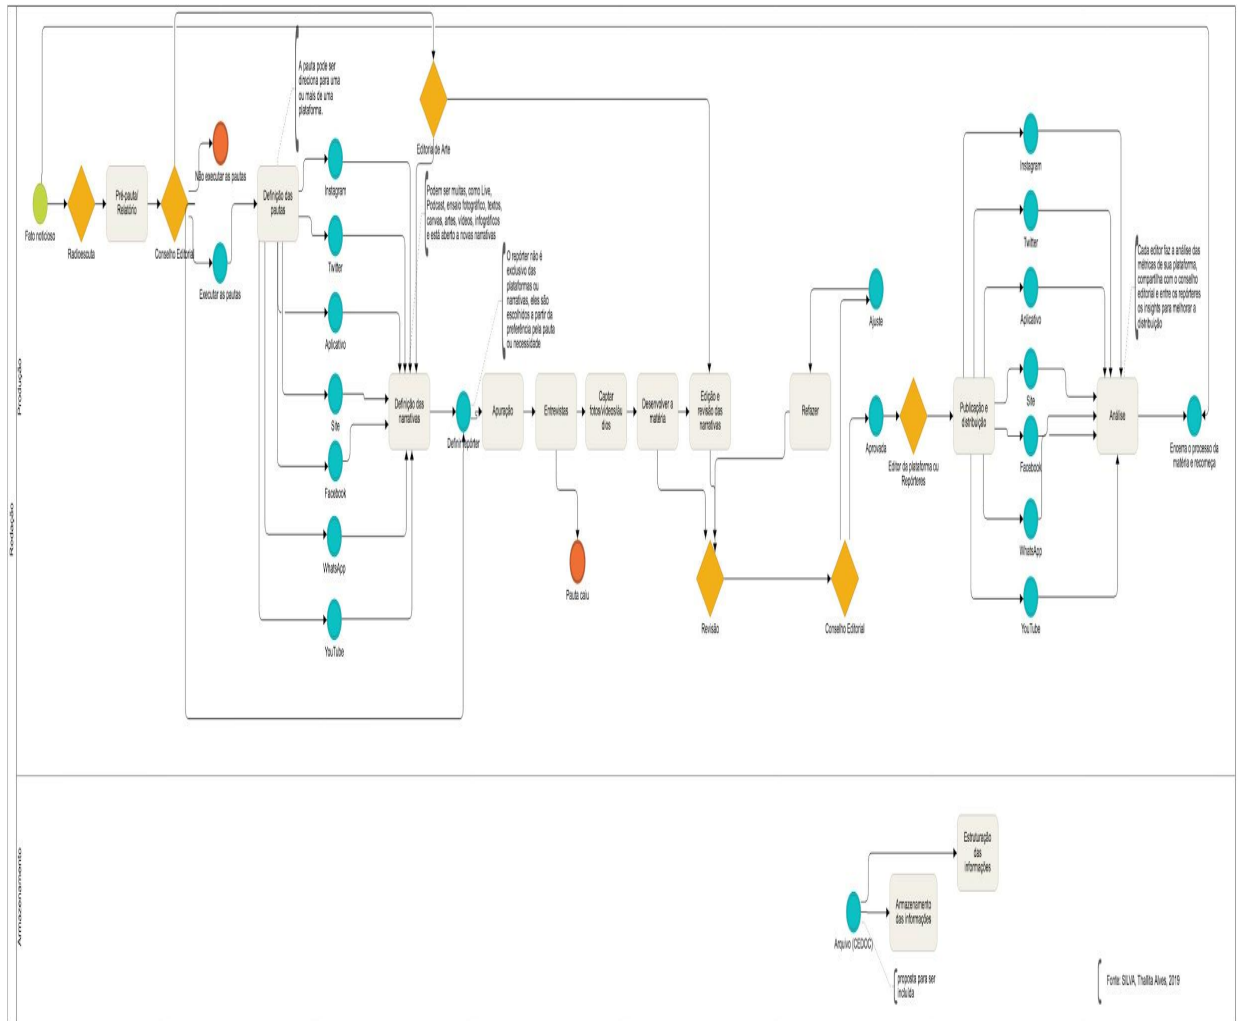 Redação
Produção
Armazenamento
Fato noticioso
Radioescuta
Pré-pauta/
Relatório
Conselho Editorial
Não executar as pautas
Executar as pautas
A pauta pode ser
direciona para uma
ou mais de uma
plataforma.
Definição das
pautas
Instagram
Twitter
Aplicativo
Site
Facebook
WhatsApp
YouTube
Editoria de Arte
Podem ser muitas, como Live,
Podcast, ensaio fotográfico, textos,
canvas, artes, vídeos, infográficos
e está aberto a novas narrativas
Definição das
narrativas
O repórter não é
exclusivo das
plataformas ou
narrativas, eles são
escolhidos a partir da
preferência pela pauta
ou necessidade
Definir repórter
Apuração
Entrevistas
Pauta caiu
Captar
fotos/vídeos/áu
dios
Desenvolver a
matéria
Edição e
revisão das
narrativas
Revisão
Refazer
Conselho Editorial
Ajuste
Aprovada
Editor da plataforma ou
Repórteres
Publicação e
distribuição
Instagram
Twitter
Aplicativo
Site
Facebook
WhatsApp
YouTube
Cada editor faz a análise das
métricas de sua plataforma,
compartilha com o conselho
editorial e entre os repórteres
os insights para melhorar a
distribuição
Análise
Encerra o processo da
matéria e recomeça
Arquivo (CEDOC)
Armazenamento
das informações
Estruturação
das
informações
proposta para ser
incluída
Fonte: SILVA, Thallita Alves, 2019